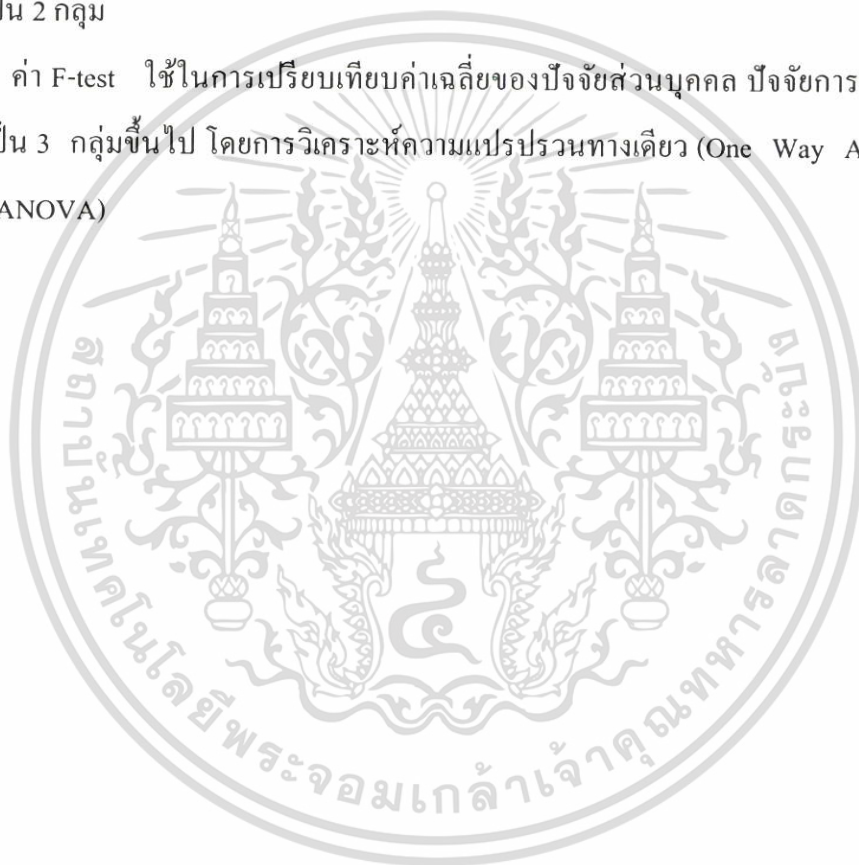 ป็น 2 กลุ่ม
ค่า F-test ใช้ในการเปรียบเทียบค่าเฉลี่ยของปัจจัยส่วนบุคคล ปัจจัยการ
ป็น 3 กลุ่มขึ้นไป โดยการวิเคราะห์ความแปรปรวนทางเดียว (One Way A
ANOVA)
สถาบันเทคโนโลยีพระจอมเกล้าเจ้าคุณทหารลาดกระบัง